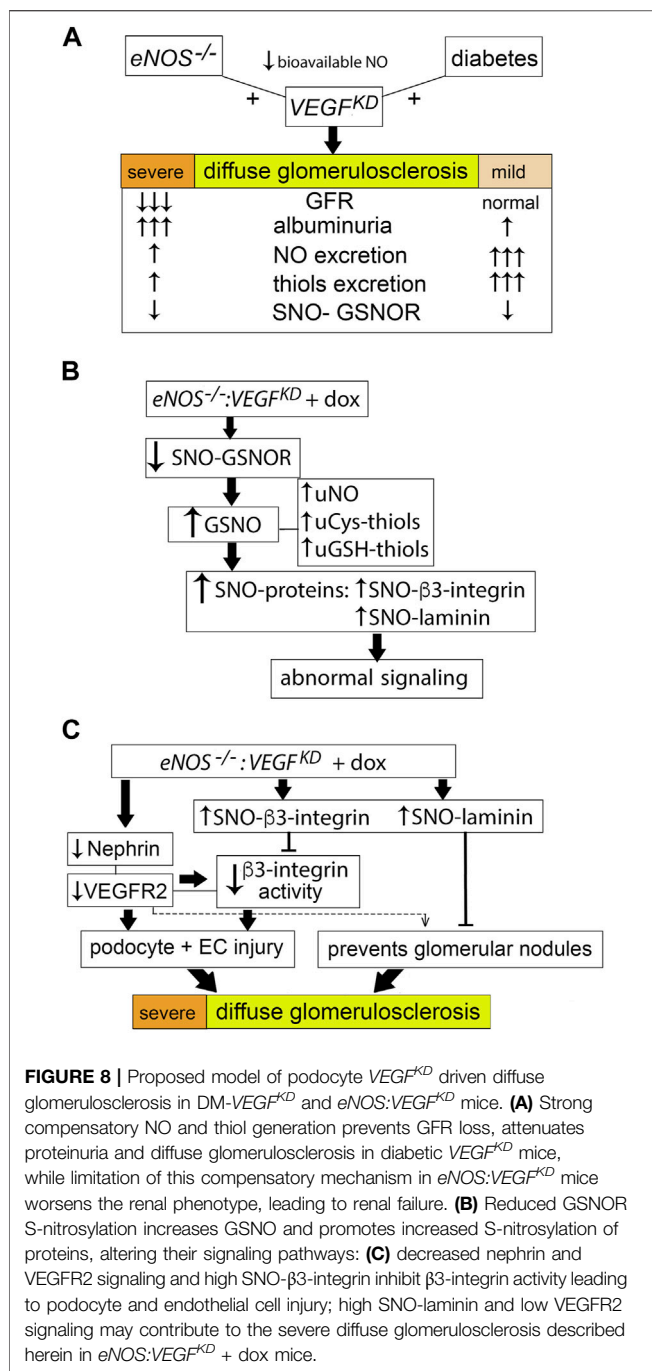 A
eNOS-/- ↓ bioavailable NO diabetes
+ VEGFKD +
severe diffuse glomerulosclerosis mild
↓↓↓ GFR normal
↑↑↑ albuminuria ↑
↑ NO excretion ↑↑↑
↑ thiols excretion ↑↑↑
↓ SNO- GSNOR ↓
B
eNOS-/-:VEGFKD + dox
↓ SNO-GSNOR
↑uNO
↑GSNO ↑uCys-thiols
↑uGSH-thiols
↑SNO-proteins: ↑SNO-β3-integrin
↑SNO-laminin
abnormal signaling
C
eNOS-/-:VEGFKD + dox
↑SNO-β3-integrin ↑SNO-laminin
↓Nephrin
↓VEGFR2
↓ β3-integrin
activity
podocyte + EC injury prevents glomerular nodules
severe diffuse glomerulosclerosis
FIGURE 8 | Proposed model of podocyte VEGFKD driven diffuse
glomerulosclerosis in DM-VEGFKD and eNOS:VEGFKD mice. (A) Strong
compensatory NO and thiol generation prevents GFR loss, attenuates
proteinuria and diffuse glomerulosclerosis in diabetic VEGFKD mice,
while limitation of this compensatory mechanism in eNOS:VEGFKD mice
worsens the renal phenotype, leading to renal failure. (B) Reduced GSNOR
S-nitrosylation increases GSNO and promotes increased S-nitrosylation of
proteins, altering their signaling pathways: (C) decreased nephrin and
VEGFR2 signaling and high SNO-β3-integrin inhibit β3-integrin activity leading
to podocyte and endothelial cell injury; high SNO-laminin and low VEGFR2
signaling may contribute to the severe diffuse glomerulosclerosis described
herein in eNOS:VEGFKD + dox mice.